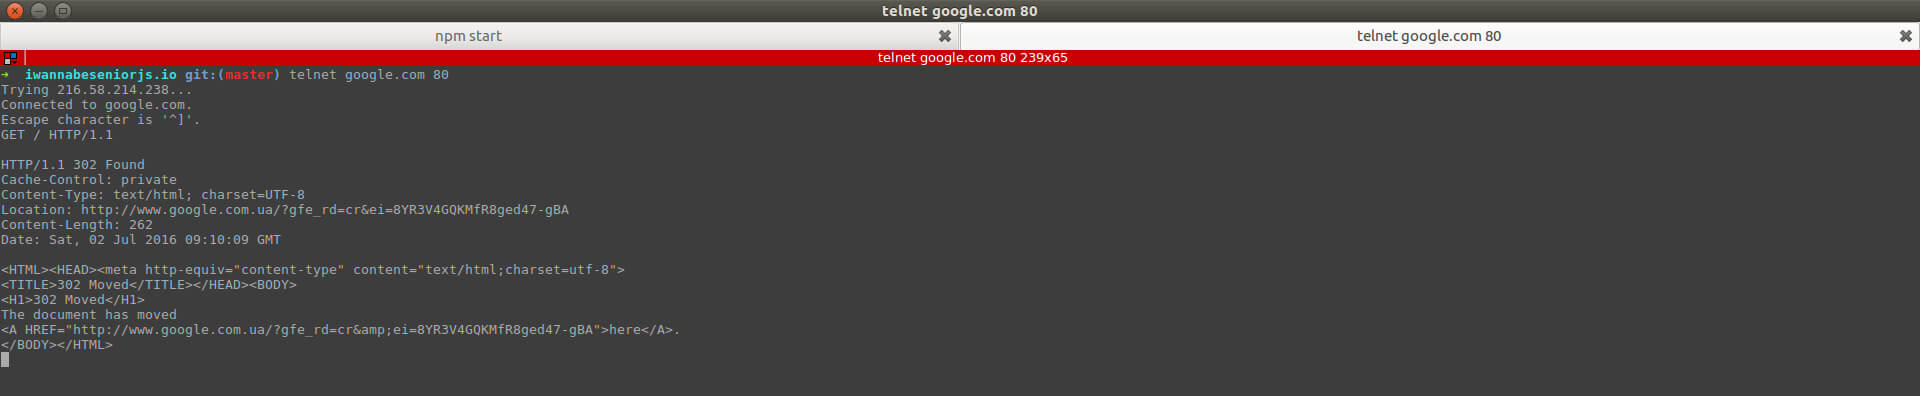 telnet google.com 80
npm start
telnet google.com 80
telnet google.com 80 239x65
➜  iwannabeseniorjs.io git:(master) telnet google.com 80
Trying 216.58.214.238...
Connected to google.com.
Escape character is '^]'.
GET / HTTP/1.1

HTTP/1.1 302 Found
Cache-Control: private
Content-Type: text/html; charset=UTF-8
Location: http://www.google.com.ua/?gfe_rd=cr&ei=8YR3V4GQKMfR8ged47-gBA
Content-Length: 262
Date: Sat, 02 Jul 2016 09:10:09 GMT

<HTML><HEAD><meta http-equiv="content-type" content="text/html;charset=utf-8">
<TITLE>302 Moved</TITLE></HEAD><BODY>
<H1>302 Moved</H1>
The document has moved
<A HREF="http://www.google.com.ua/?gfe_rd=cr&amp;ei=8YR3V4GQKMfR8ged47-gBA">here</A>.
</BODY></HTML>